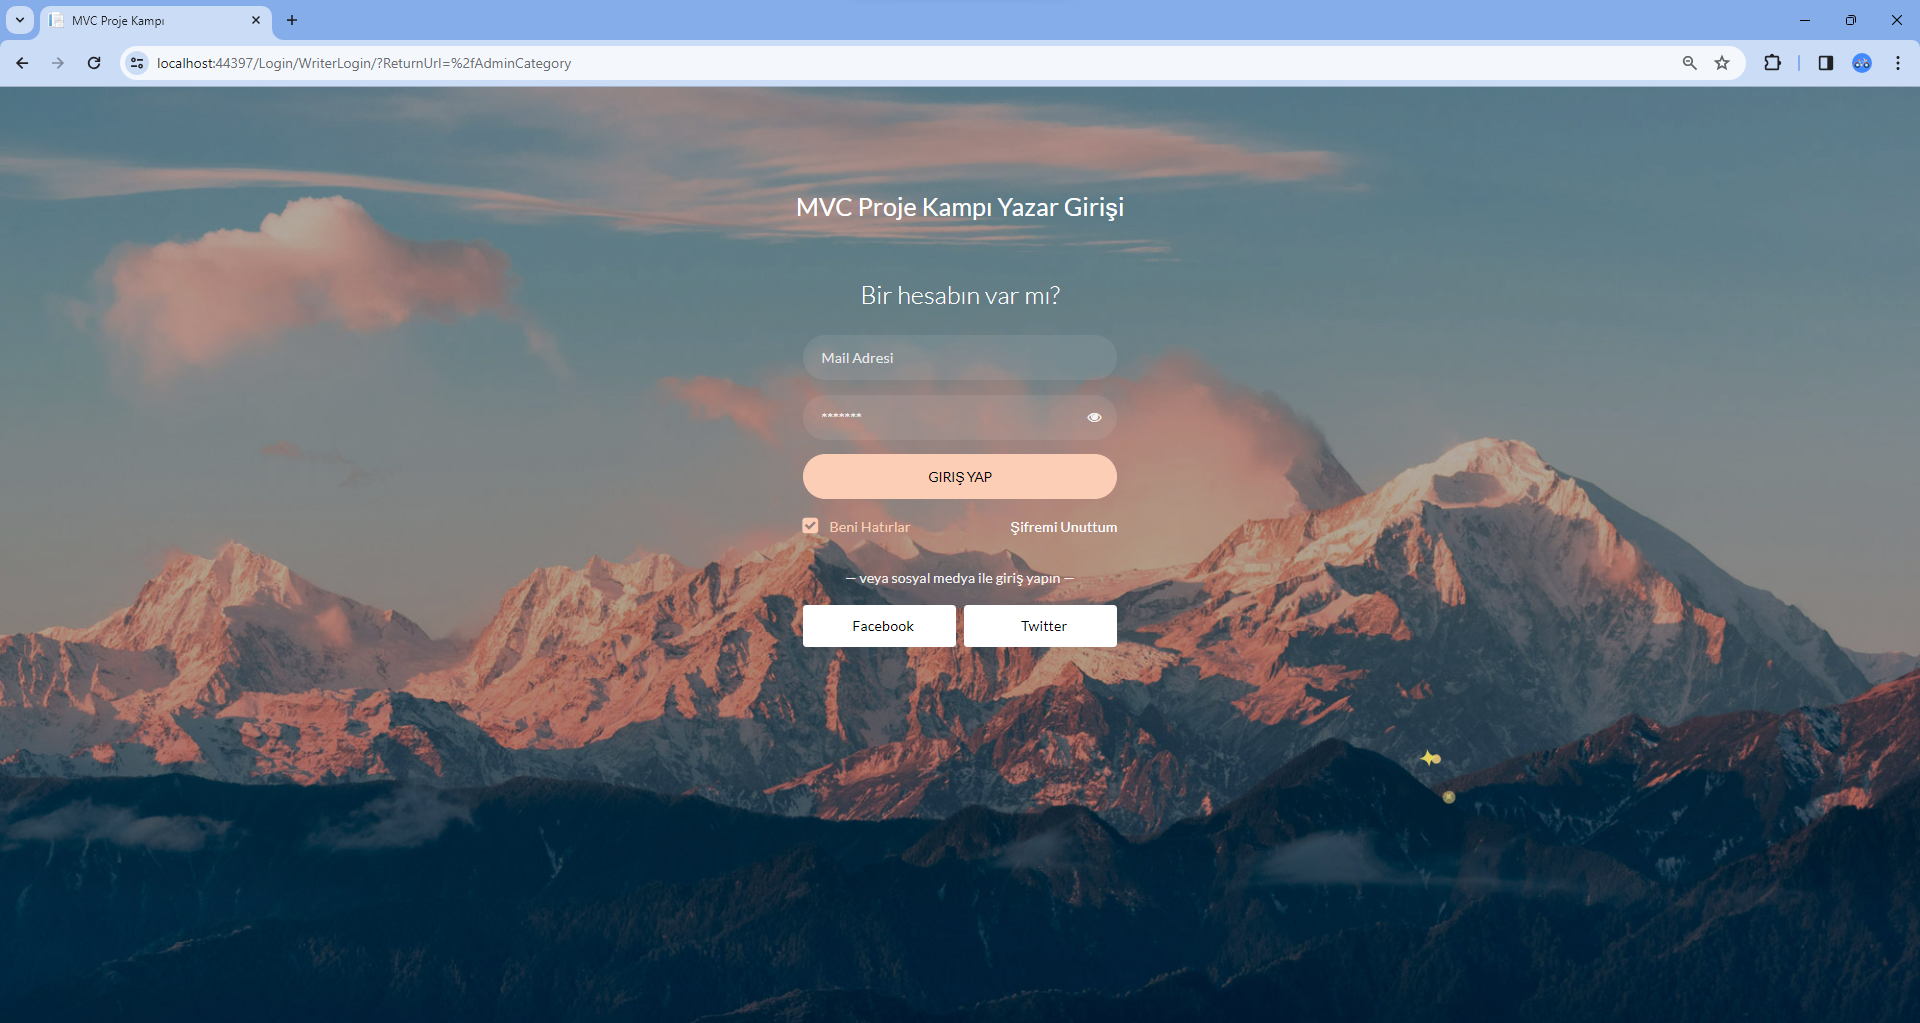 MVC Proje Kampı
localhost:44397/Login/WriterLogin/?ReturnUrl=%2fAdminCategory
MVC Proje Kampı Yazar Girişi
Bir hesabın var mı?
Mail Adresi
*******
GIRIŞ YAP
Beni Hatırlar
Şifremi Unuttum
— veya sosyal medya ile giriş yapın —
Facebook
Twitter